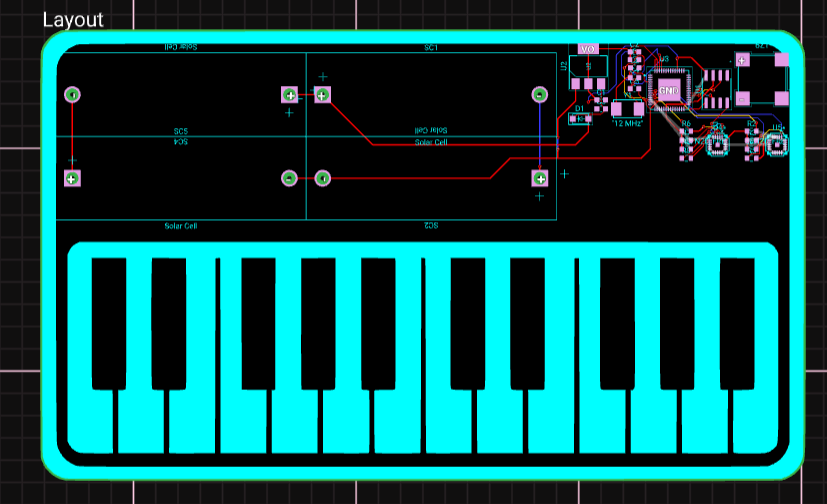 Layout
Solar Cell
SC1
VO
U2
D1
"12 MHz"
U3
GND
BZ1
R6
R2
SC5
SC4
Solar Cell
Solar Cell
Solar Cell
SC2